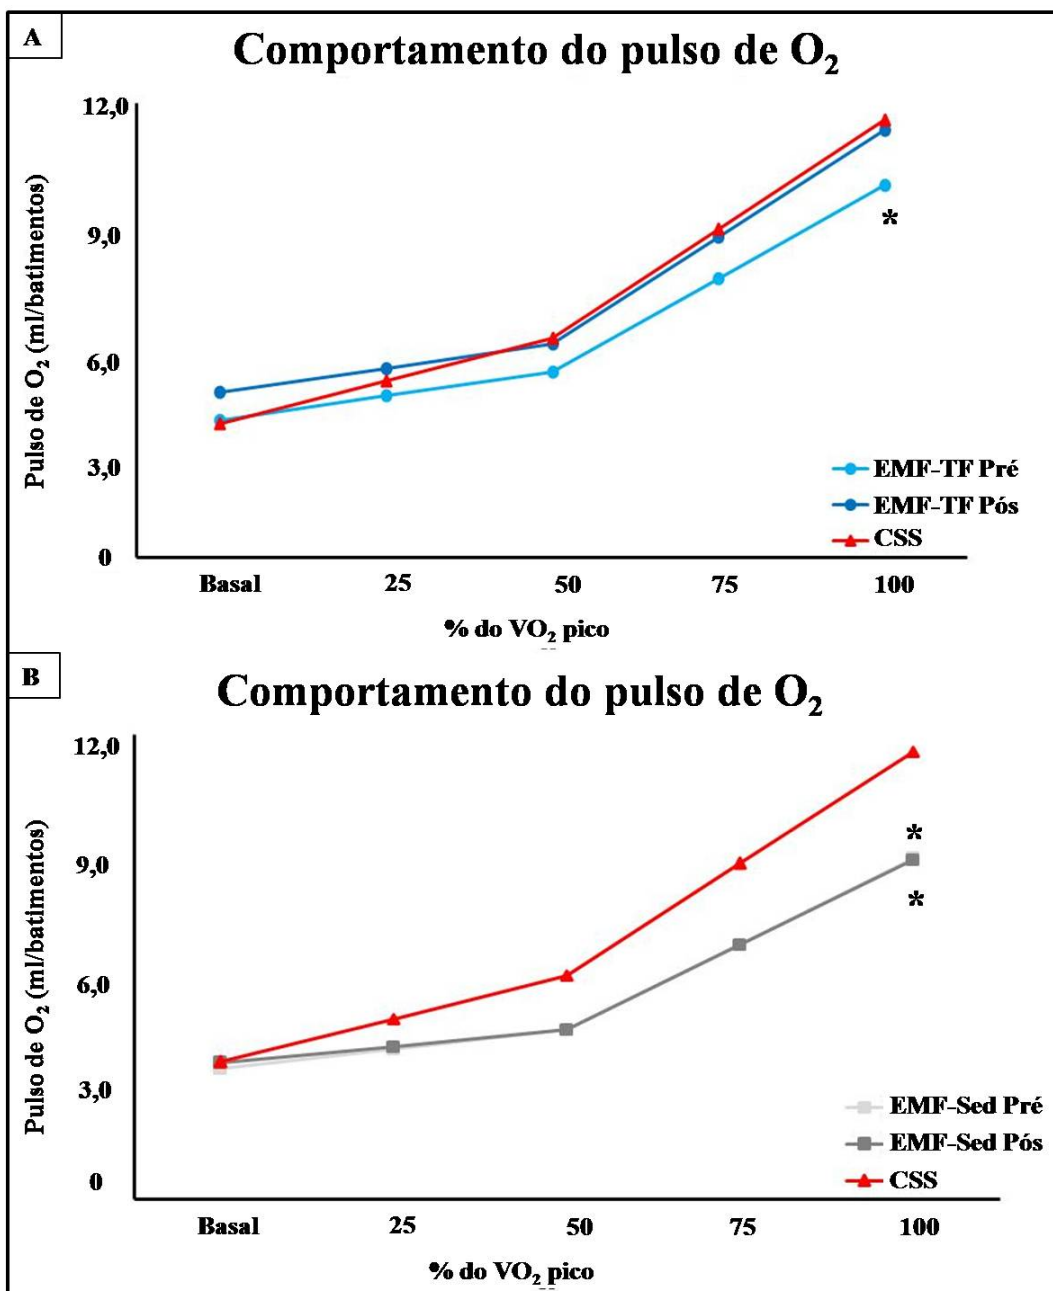 A
Comportamento do pulso de O₂
Pulso de O₂ (ml/batimentos)
12,0
9,0
6,0
3,0
0
*
EMF-TF Pré
EMF-TF Pós
CSS
Basal 25 50 75 100
% do VO₂ pico
B
Comportamento do pulso de O₂
Pulso de O₂ (ml/batimentos)
12,0
9,0
6,0
3,0
0
*
*
EMF-Sed Pré
EMF-Sed Pós
CSS
Basal 25 50 75 100
% do VO₂ pico